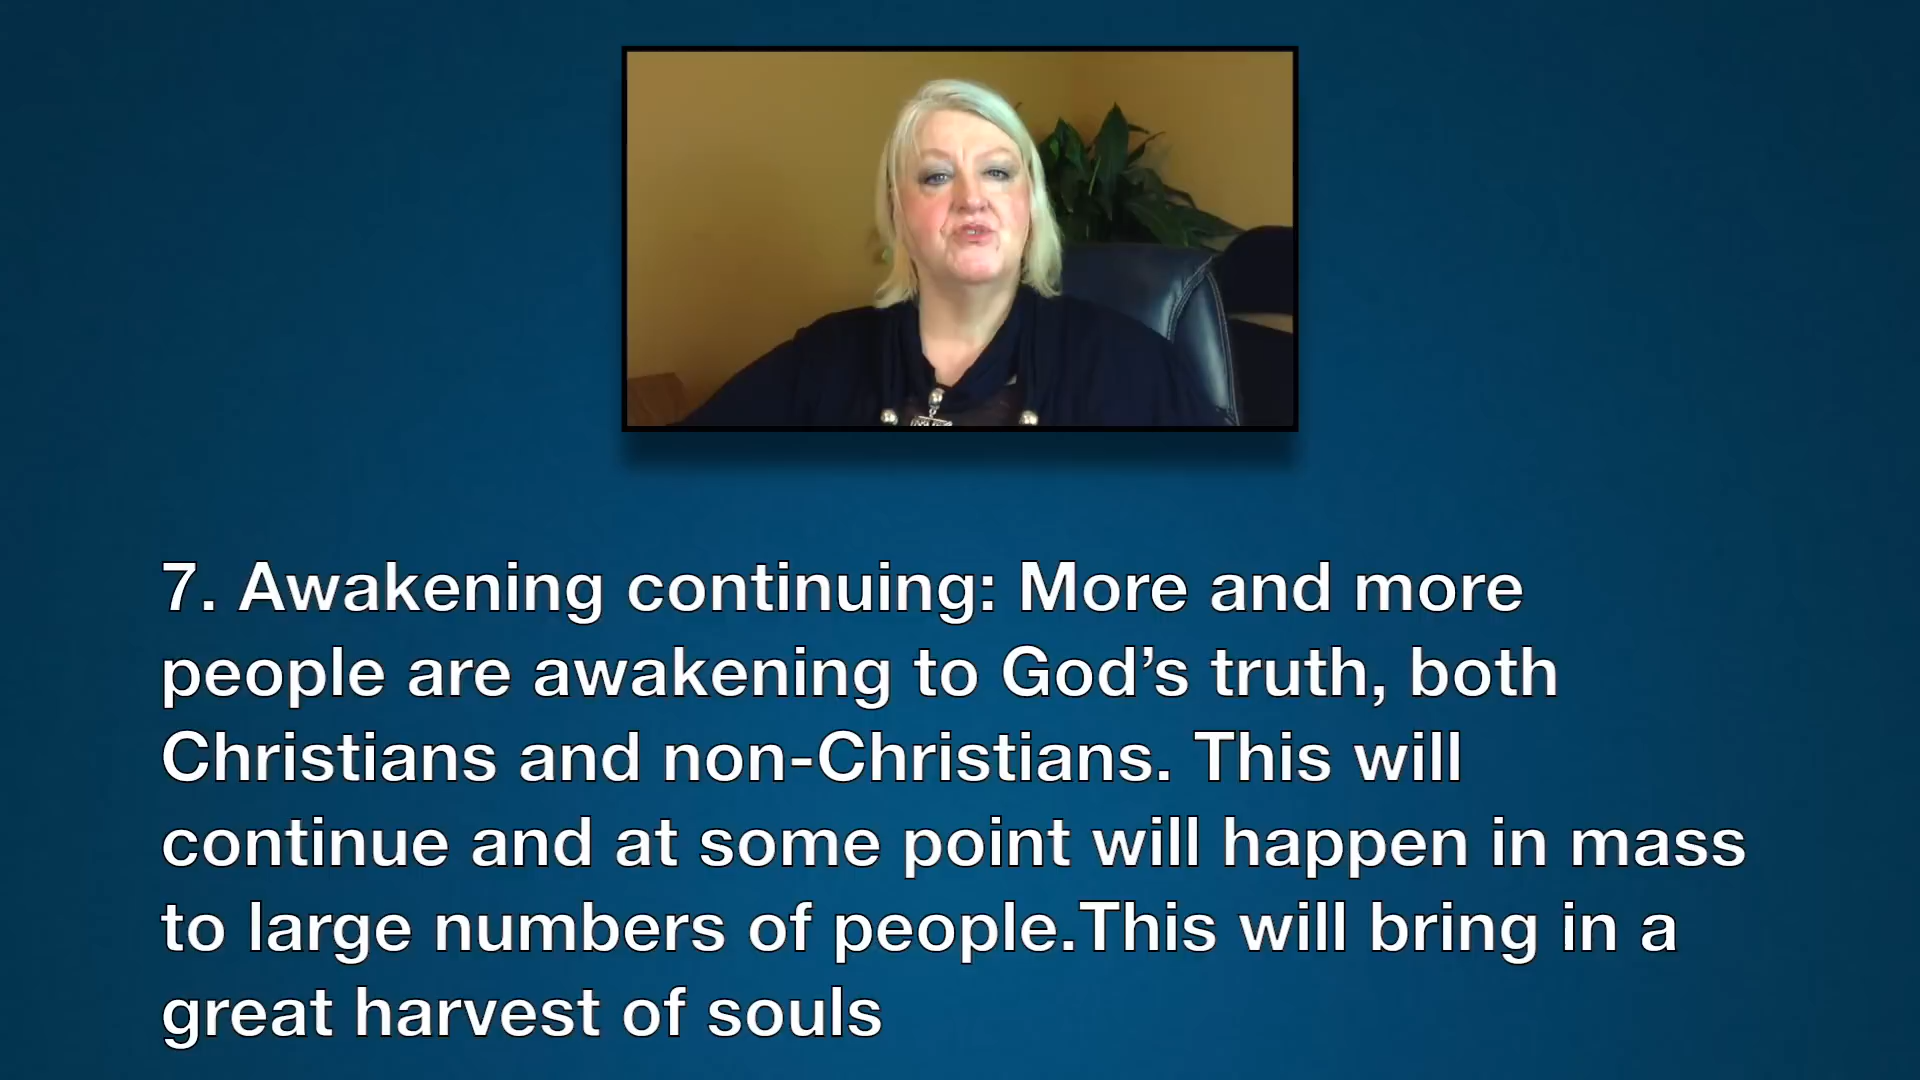 7. Awakening continuing: More and more
people are awakening to God’s truth, both
Christians and non-Christians. This will
continue and at some point will happen in mass
to large numbers of people.This will bring in a
great harvest of souls